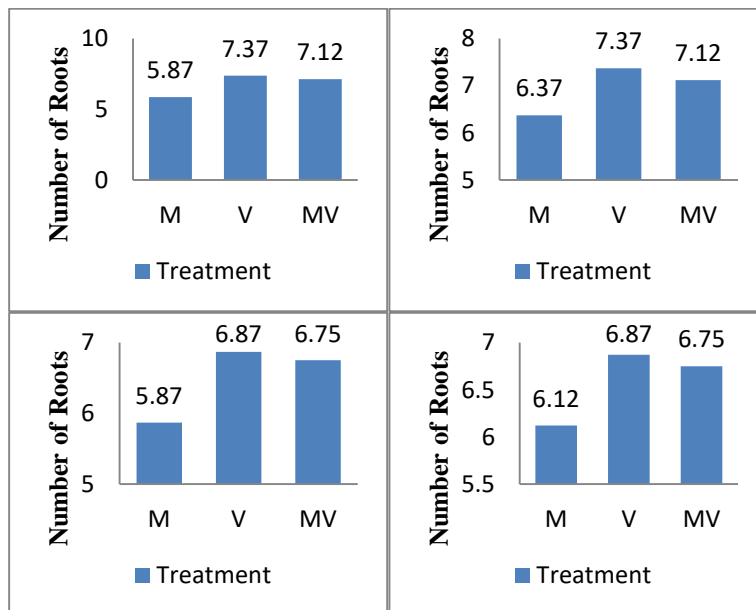 Number of Roots
10
5
0
5.87
7.37
7.12
M
V
MV
Treatment
Number of Roots
8
7
6
5
6.37
7.37
7.12
M
V
MV
Treatment
Number of Roots
7
6
5
5.87
6.87
6.75
M
V
MV
Treatment
Number of Roots
7
6.5
6
5.5
6.12
6.87
6.75
M
V
MV
Treatment